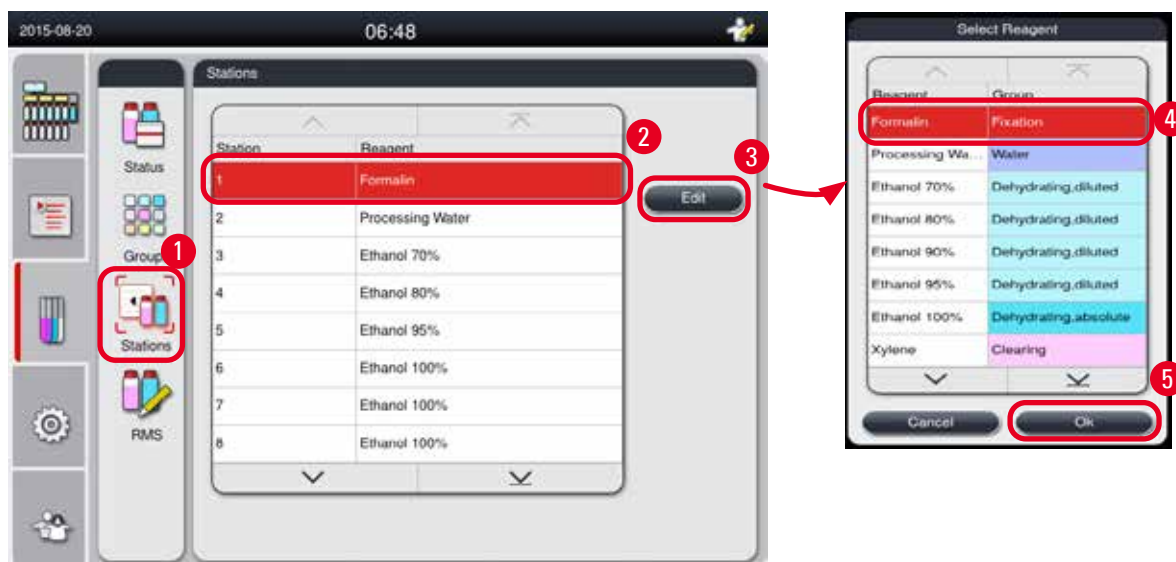 2015-08-20 06:48
Stations
Status
Group
Stations
RMS
Station Reagent
1 Formalin
2 Processing Water
3 Ethanol 70%
4 Ethanol 80%
5 Ethanol 95%
6 Ethanol 100%
7 Ethanol 100%
8 Ethanol 100%
Edit
1
2
3
Select Reagent
Reagent Group
Formalin Fixation
Processing Wa... Water
Ethanol 70% Dehydrating,diluted
Ethanol 80% Dehydrating,diluted
Ethanol 90% Dehydrating,diluted
Ethanol 95% Dehydrating,diluted
Ethanol 100% Dehydrating,absolute
Xylene Clearing
Cancel Ok
4
5